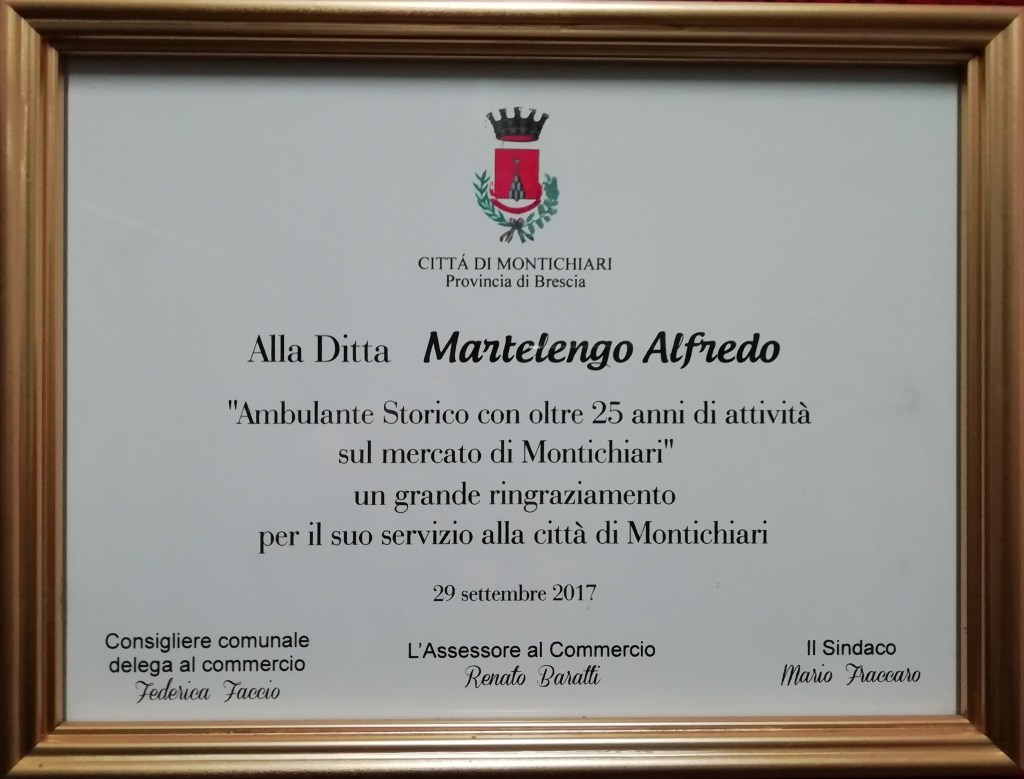 CITTÁ DI MONTICHIARI
Provincia di Brescia
Alla Ditta Martelengo Alfredo
"Ambulante Storico con oltre 25 anni di attività
sul mercato di Montichiari"
un grande ringraziamento
per il suo servizio alla città di Montichiari
29 settembre 2017
Consigliere comunale
delega al commercio
Federica Faccio
L'Assessore al Commercio
Renato Baratti
Il Sindaco
Mario Fraccaro